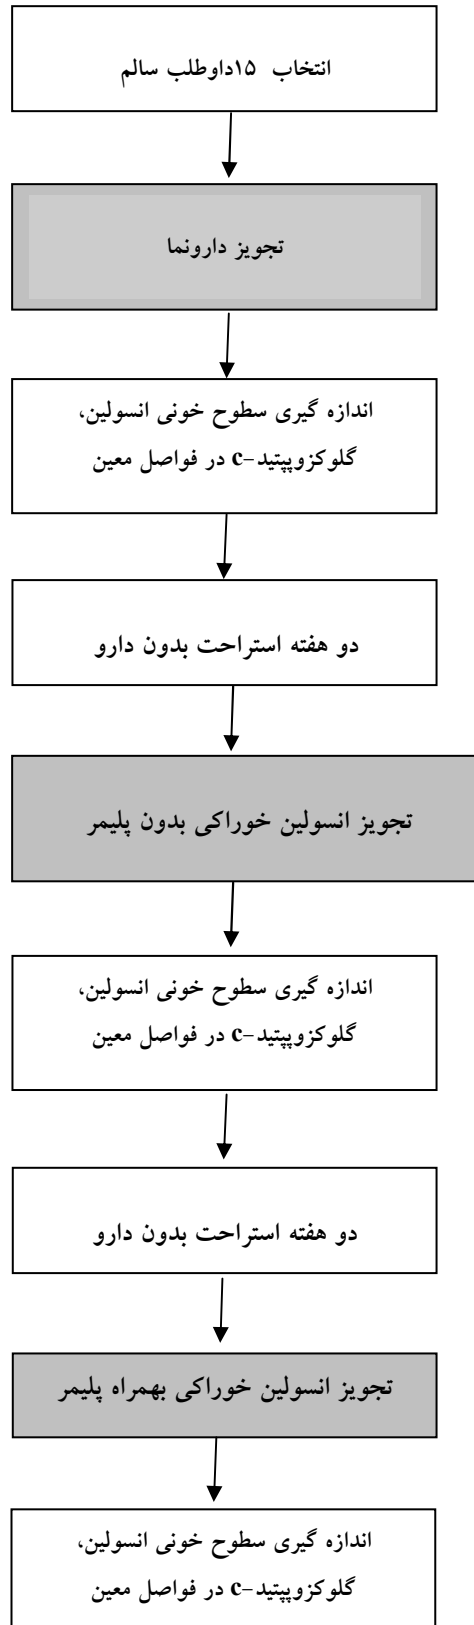 انتخاب ۱۵داوطلب سالم
تجویز دارونما
اندازه گیری سطوح خونی انسولین،
گلوکزوپپتید-c در فواصل معین
دو هفته استراحت بدون دارو
تجویز انسولین خوراکی بدون پلیمر
اندازه گیری سطوح خونی انسولین،
گلوکزوپپتید-c در فواصل معین
دو هفته استراحت بدون دارو
تجویز انسولین خوراکی بهمراه پلیمر
اندازه گیری سطوح خونی انسولین،
گلوکزوپپتید-c در فواصل معین